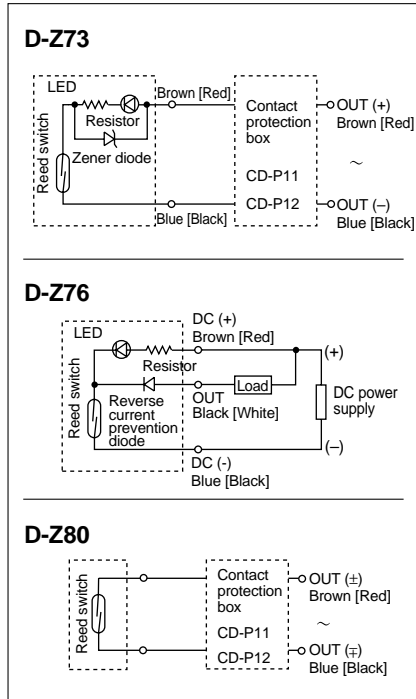 D-Z73
LED
Brown [Red]
Resistor
Zener diode
Reed switch
Blue [Black]
Contact
protection
box
CD-P11
CD-P12
OUT (+)
Brown [Red]
~
OUT (–)
Blue [Black]
D-Z76
LED
DC (+)
Brown [Red]
Resistor
Reed switch
Reverse
current
prevention
diode
OUT
Black [White]
Load
(+)
DC power
supply
(–)
DC (-)
Blue [Black]
D-Z80
Reed switch
Contact
protection
box
CD-P11
CD-P12
OUT (±)
Brown [Red]
~
OUT (∓)
Blue [Black]